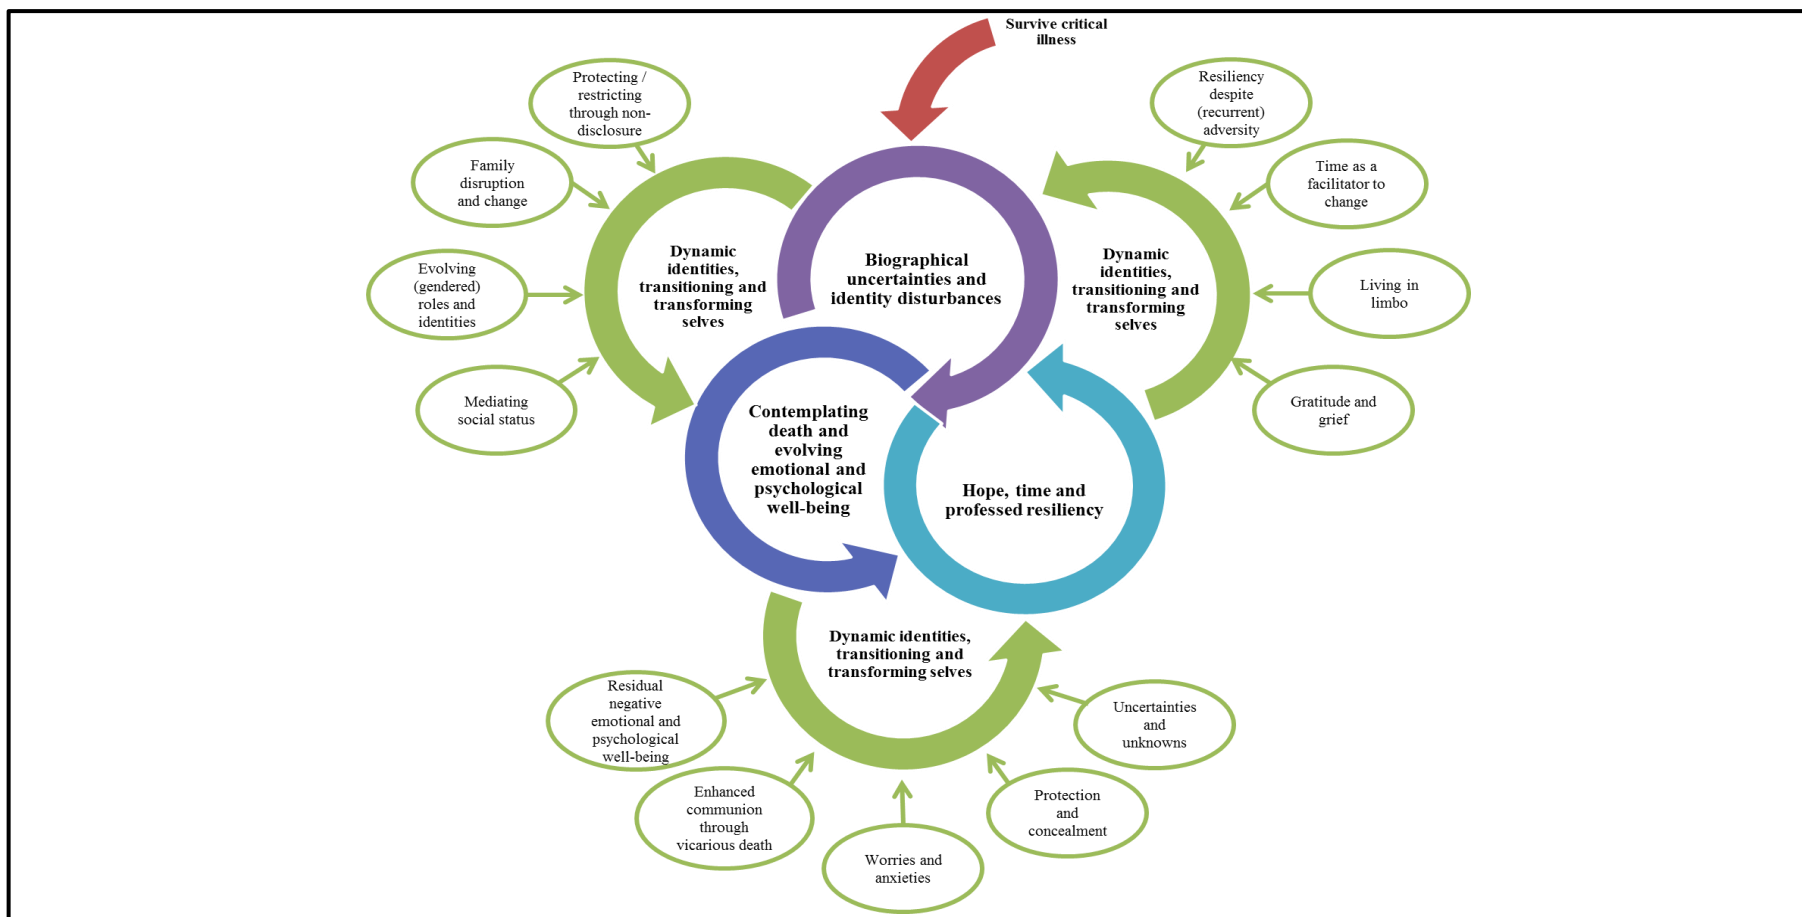 Survive critical
illness
Protecting /
restricting
through non-
disclosure
Family
disruption
and change
Evolving
(gendered)
roles and
identities
Mediating
social status
Dynamic
identities,
transitioning and
transforming
selves
Biographical
uncertainties and
identity disturbances
Dynamic
identities,
transitioning and
transforming
selves
Resiliency
despite
(recurrent)
adversity
Time as a
facilitator to
change
Living in
limbo
Gratitude and
grief
Contemplating
death and
evolving
emotional and
psychological
well-being
Hope, time and
professed resiliency
Dynamic identities,
transitioning and
transforming selves
Residual
negative
emotional and
psychological
well-being
Enhanced
communion
through
vicarious death
Worries and
anxieties
Protection
and
concealment
Uncertainties
and
unknowns